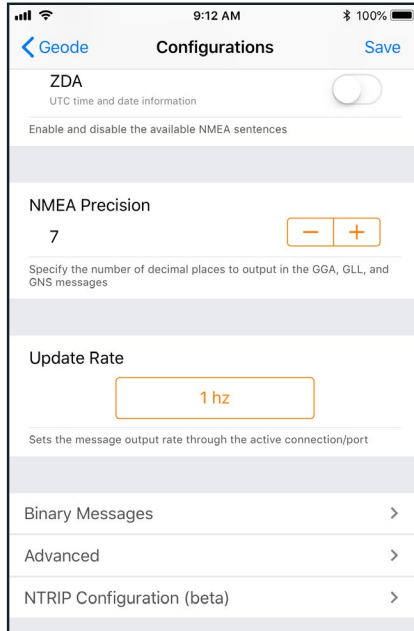 9:12 AM
100%
Geode
Configurations
Save
ZDA
UTC time and date information
Enable and disable the available NMEA sentences
NMEA Precision
7
Specify the number of decimal places to output in the GGA, GLL, and
GNS messages
Update Rate
1 hz
Sets the message output rate through the active connection/port
Binary Messages
Advanced
NTRIP Configuration (beta)